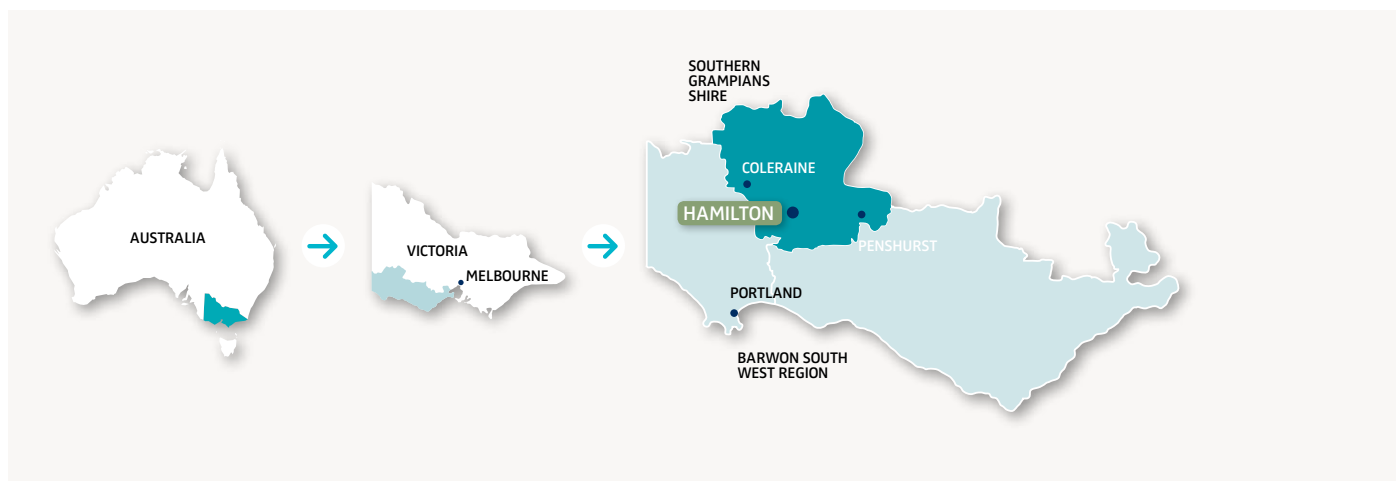 AUSTRALIA
VICTORIA
MELBOURNE
SOUTHERN
GRAMPIANS
SHIRE
COLERAINE
HAMILTON
PENSHURST
PORTLAND
BARWON SOUTH
WEST REGION